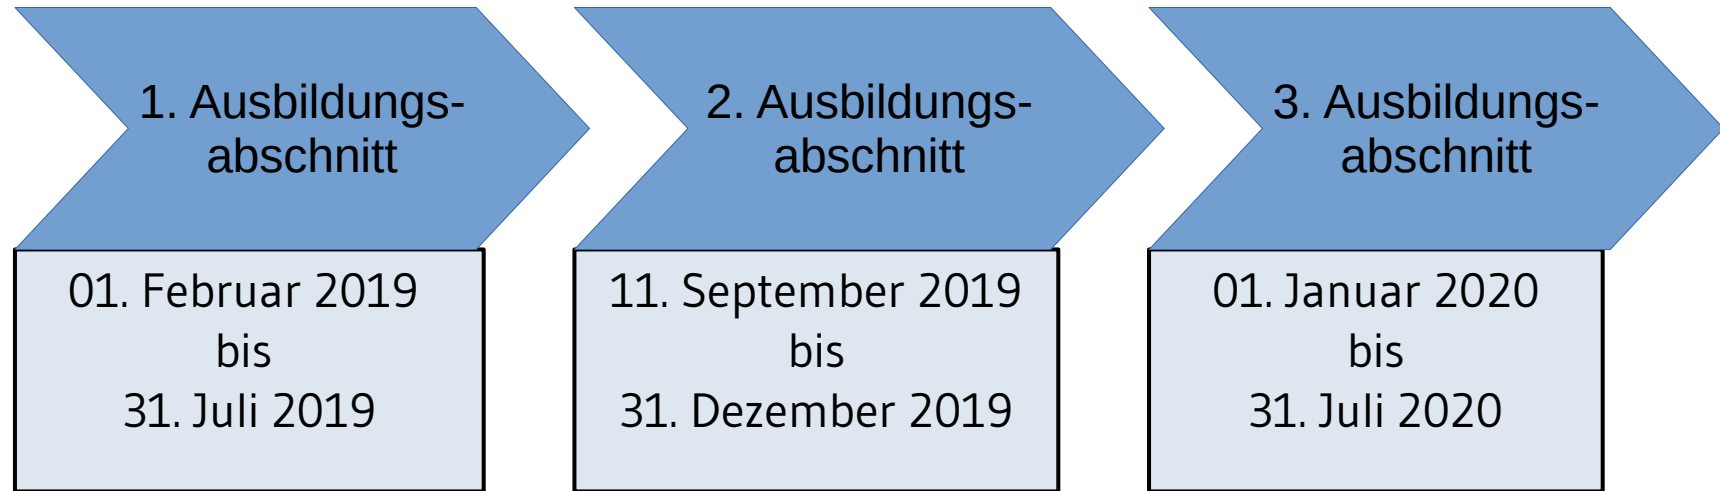 1. Ausbildungs-
abschnitt
01. Februar 2019
bis
31. Juli 2019
2. Ausbildungs-
abschnitt
11. September 2019
bis
31. Dezember 2019
3. Ausbildungs-
abschnitt
01. Januar 2020
bis
31. Juli 2020